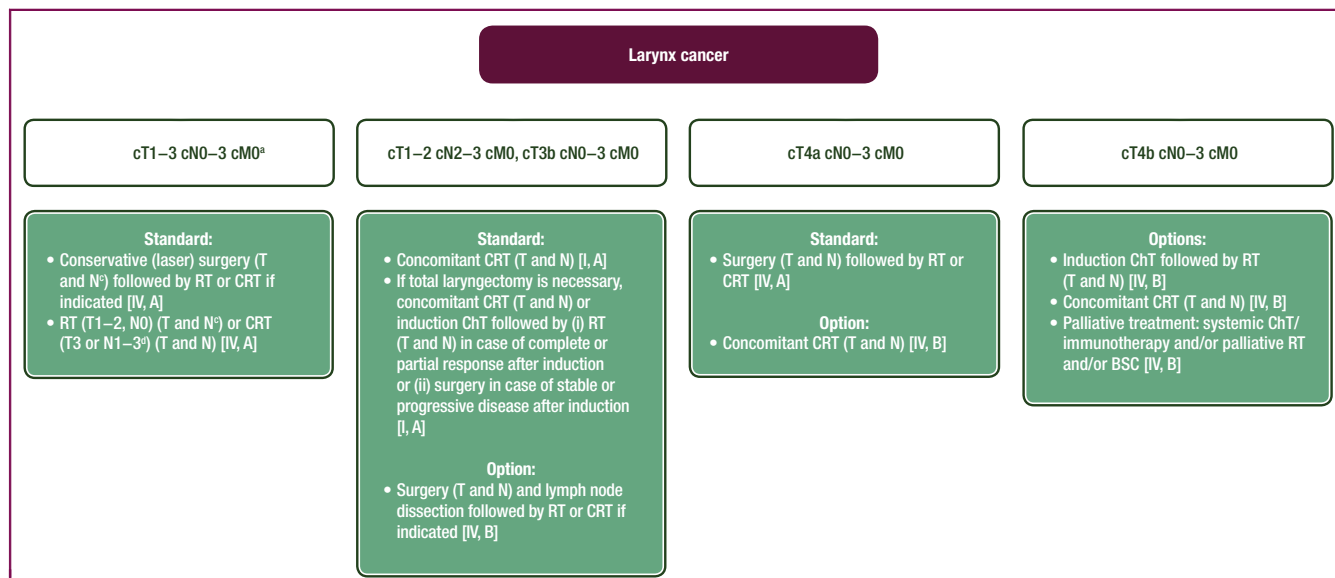 Larynx cancer
cT1–3 cN0–3 cM0ᵃ
Standard:
• Conservative (laser) surgery (T
and Nᶜ) followed by RT or CRT if
indicated [IV, A]
• RT (T1–2, N0) (T and Nᶜ) or CRT
(T3 or N1–3ᵈ) (T and N) [IV, A]
cT1–2 cN2–3 cM0, cT3b cN0–3 cM0
Standard:
• Concomitant CRT (T and N) [I, A]
• If total laryngectomy is necessary,
concomitant CRT (T and N) or
induction ChT followed by (i) RT
(T and N) in case of complete or
partial response after induction
or (ii) surgery in case of stable or
progressive disease after induction
[I, A]
Option:
• Surgery (T and N) and lymph node
dissection followed by RT or CRT if
indicated [IV, B]
cT4a cN0–3 cM0
Standard:
• Surgery (T and N) followed by RT or
CRT [IV, A]
Option:
• Concomitant CRT (T and N) [IV, B]
cT4b cN0–3 cM0
Options:
• Induction ChT followed by RT
(T and N) [IV, B]
• Concomitant CRT (T and N) [IV, B]
• Palliative treatment: systemic ChT/
immunotherapy and/or palliative RT
and/or BSC [IV, B]